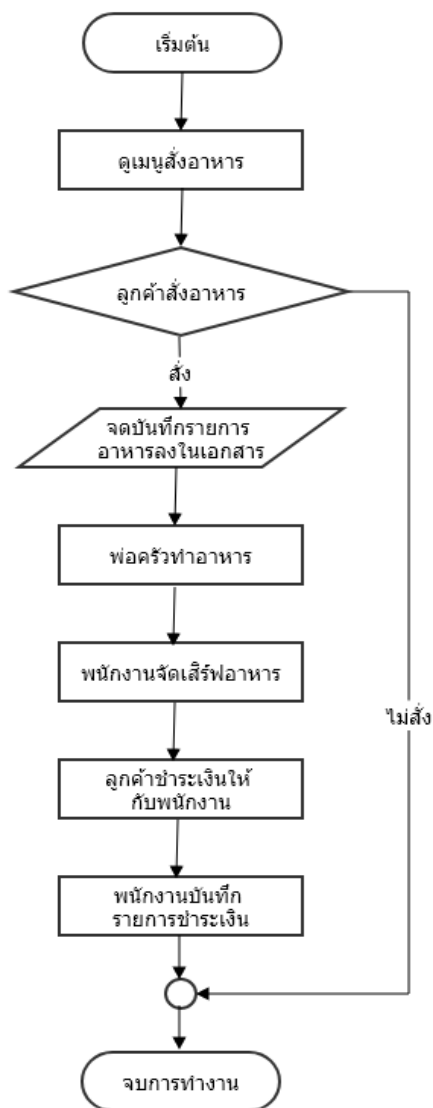 เริ่มต้น
ดูเมนูสั่งอาหาร
ลูกค้าสั่งอาหาร
สั่ง
จดบันทึกรายการ
อาหารลงในเอกสาร
พ่อครัวทำอาหาร
พนักงานจัดเสิร์ฟอาหาร
ไม่สั่ง
ลูกค้าชำระเงินให้
กับพนักงาน
พนักงานบันทึก
รายการชำระเงิน
จบการทำงาน